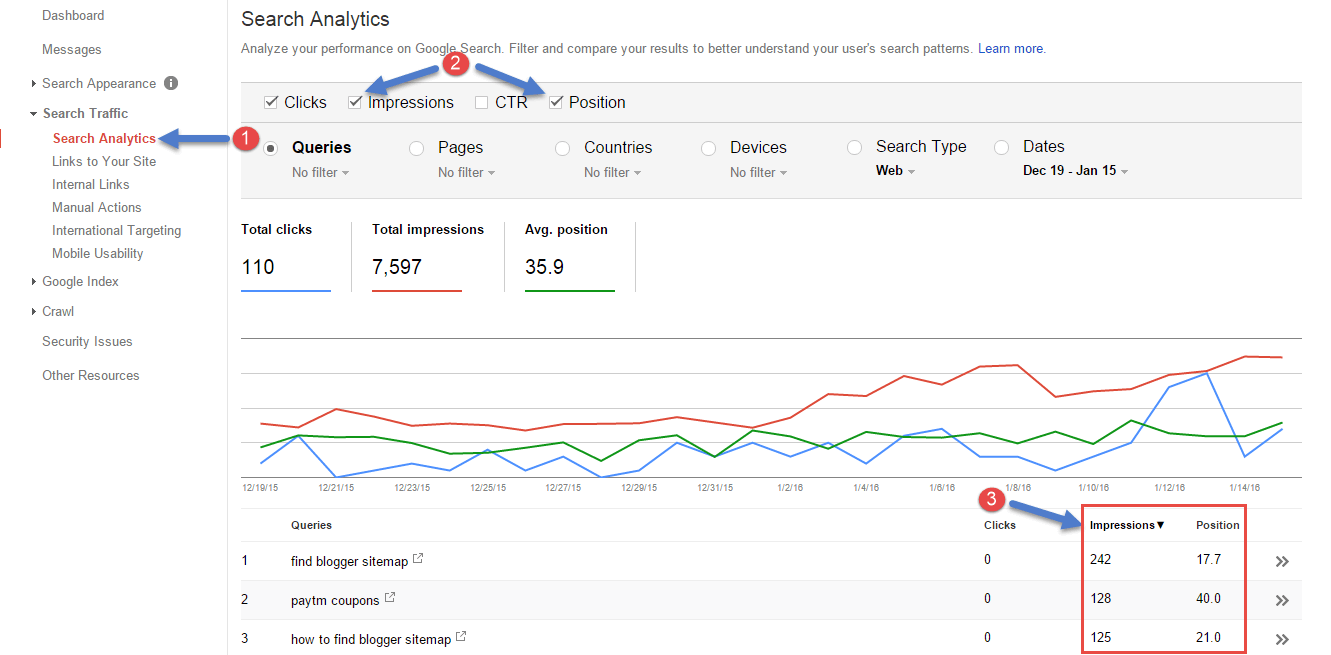 Dashboard
Messages
Search Appearance i
Search Traffic
Search Analytics
Links to Your Site
Internal Links
Manual Actions
International Targeting
Mobile Usability
Google Index
Crawl
Security Issues
Other Resources
1
Search Analytics
Analyze your performance on Google Search. Filter and compare your results to better understand your user's search patterns. Learn more.
2
Clicks Impressions CTR Position
Queries Pages Countries Devices Search Type Dates
No filter No filter No filter No filter Web Dec 19 - Jan 15
Total clicks Total impressions Avg. position
110 7,597 35.9
12/19/15 12/21/15 12/23/15 12/25/15 12/27/15 12/29/15 12/31/15 1/2/16 1/4/16 1/6/16 1/8/16 1/10/16 1/12/16 1/14/16
3
Queries Clicks Impressions▼ Position
1 find blogger sitemap 0 242 17.7 »
2 paytm coupons 0 128 40.0 »
3 how to find blogger sitemap 0 125 21.0 »